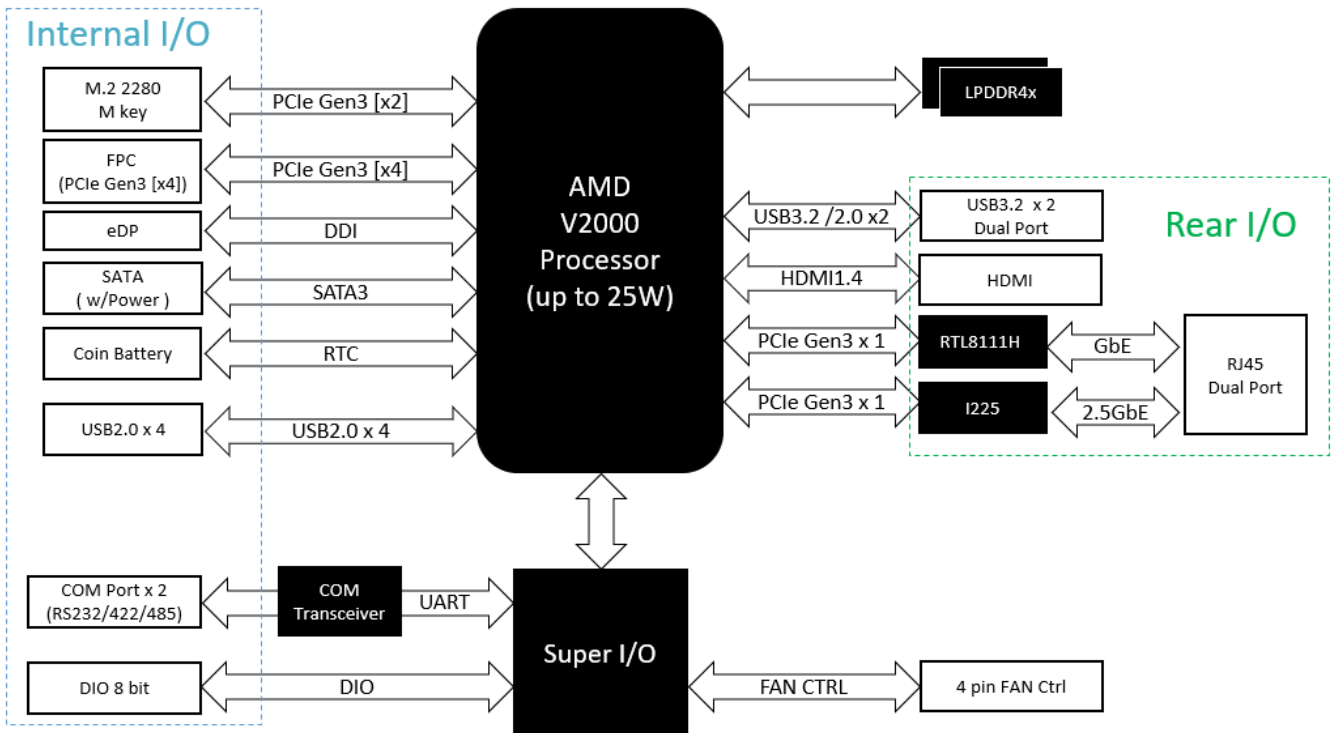 Internal I/O
M.2 2280
M key
PCIe Gen3 [x2]
FPC
(PCIe Gen3 [x4])
PCIe Gen3 [x4]
eDP
DDI
SATA
( w/Power )
SATA3
Coin Battery
RTC
USB2.0 x 4
USB2.0 x 4
AMD
V2000
Processor
(up to 25W)
LPDDR4x
Rear I/O
USB3.2 /2.0 x2
USB3.2 x 2
Dual Port
HDMI1.4
HDMI
PCIe Gen3 x 1
RTL8111H
GbE
PCIe Gen3 x 1
I225
2.5GbE
RJ45
Dual Port
COM Port x 2
(RS232/422/485)
COM
Transceiver
UART
DIO 8 bit
DIO
Super I/O
FAN CTRL
4 pin FAN Ctrl